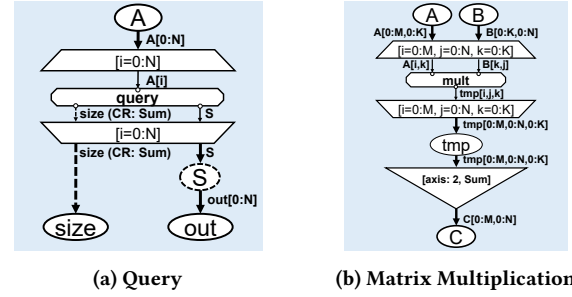 A
A[0:N]
[i=0:N]
A[i]
query
size (CR: Sum)
S
[i=0:N]
size (CR: Sum)
S
S
out[0:N]
size
out
(a) Query
A
B
A[0:M,0:K]
B[0:K,0:N]
[i=0:M, j=0:N, k=0:K]
A[i,k]
B[k,j]
mult
tmp[i,j,k]
[i=0:M, j=0:N, k=0:K]
tmp[0:M,0:N,0:K]
tmp
tmp[0:M,0:N,0:K]
[axis: 2, Sum]
C[0:M,0:N]
C
(b) Matrix Multiplication